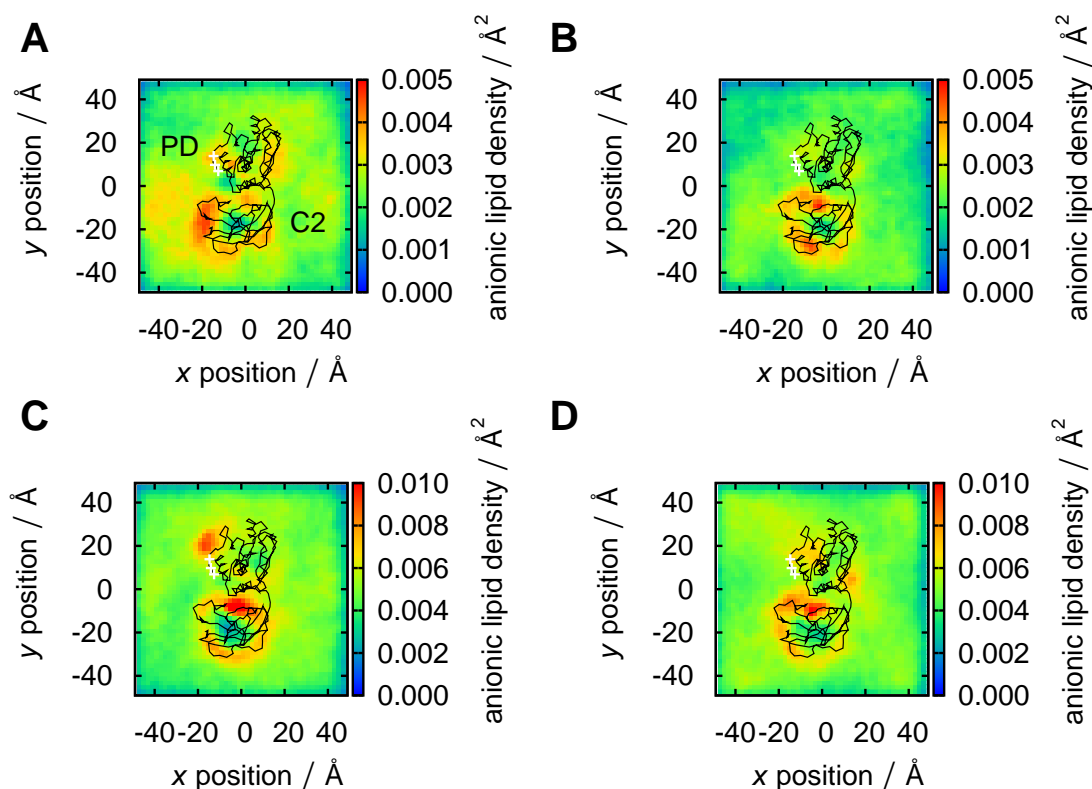 A
B
anionic lipid density / Å²
0.005
0.004
0.003
0.002
0.001
0.000
y position / Å
40
20
0
-20
-40
PD
C2
-40 -20 0 20 40
x position / Å
anionic lipid density / Å²
0.005
0.004
0.003
0.002
0.001
0.000
y position / Å
40
20
0
-20
-40
-40 -20 0 20 40
x position / Å
C
D
anionic lipid density / Å²
0.010
0.008
0.006
0.004
0.002
0.000
y position / Å
40
20
0
-20
-40
-40 -20 0 20 40
x position / Å
anionic lipid density / Å²
0.010
0.008
0.006
0.004
0.002
0.000
y position / Å
40
20
0
-20
-40
-40 -20 0 20 40
x position / Å